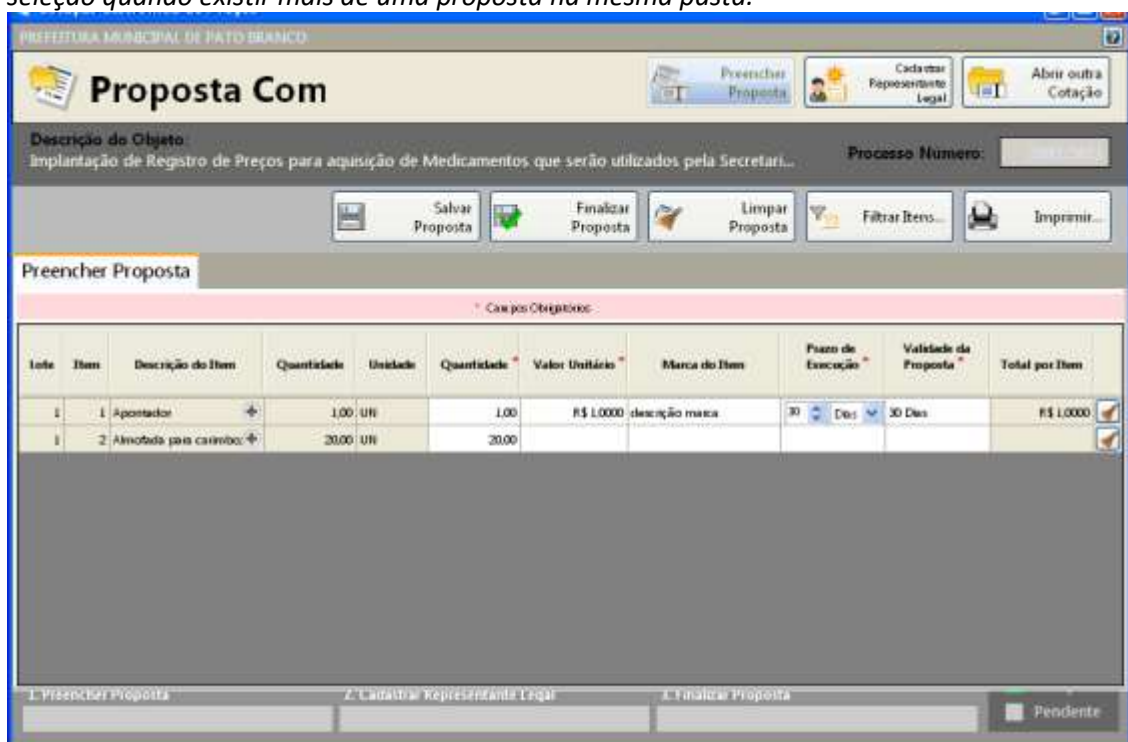 seleção quando existir mais de uma proposta na mesma pasta.
PREFEITURA MUNICIPAL DE PATO BRANCO
Proposta Com
Preencher Proposta
Cadastrar Representante Legal
Abrir outra Cotação
Descrição do Objeto:
Implantação de Registro de Preços para aquisição de Medicamentos que serão utilizados pela Secretari...
Processo Número:
Salvar Proposta
Finalizar Proposta
Limpar Proposta
Filtrar Itens...
Imprimir...
Preencher Proposta
* Campos Obrigatórios
Lote Item Descrição do Item Quantidade Unidade Quantidade * Valor Unitário * Marca do Item Prazo de Execução * Validade da Proposta * Total por Item
1 1 Apontador + 1,00 UN 1,00 R$ 1,0000 descrição marca 30 Dias 30 Dias R$ 1,0000
1 2 Almofada para carimbo: + 20,00 UN 20,00
1. Preencher Proposta
2. Cadastrar Representante Legal
3. Finalizar Proposta
Pendente